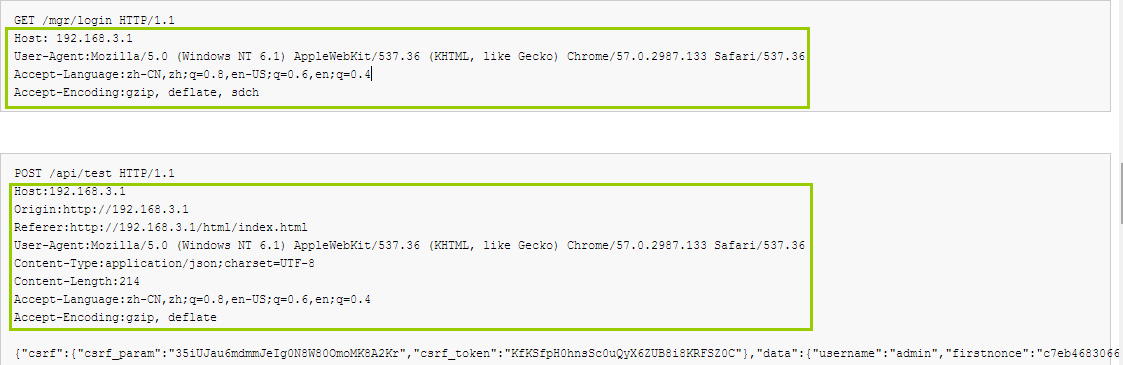 GET /mgr/login HTTP/1.1
Host: 192.168.3.1
User-Agent:Mozilla/5.0 (Windows NT 6.1) AppleWebKit/537.36 (KHTML, like Gecko) Chrome/57.0.2987.133 Safari/537.36
Accept-Language:zh-CN,zh;q=0.8,en-US;q=0.6,en;q=0.4
Accept-Encoding:gzip, deflate, sdch
POST /api/test HTTP/1.1
Host:192.168.3.1
Origin:http://192.168.3.1
Referer:http://192.168.3.1/html/index.html
User-Agent:Mozilla/5.0 (Windows NT 6.1) AppleWebKit/537.36 (KHTML, like Gecko) Chrome/57.0.2987.133 Safari/537.36
Content-Type:application/json;charset=UTF-8
Content-Length:214
Accept-Language:zh-CN,zh;q=0.8,en-US;q=0.6,en;q=0.4
Accept-Encoding:gzip, deflate
{"csrf":{"csrf_param":"35iUJau6mdmmJeIg0N8W80OmoMK8A2Kr","csrf_token":"KfKSfpH0hnsSc0uQyX6ZUB8i8KRFSZ0C"},"data":{"username":"admin","firstnonce":"c7eb4683066